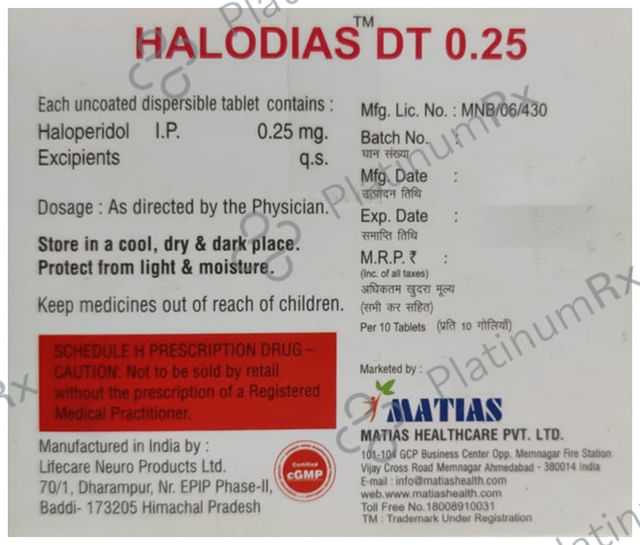 HALODIAS™ DT 0.25
Each uncoated dispersible tablet contains :
Haloperidol I.P. 0.25 mg.
Excipients q.s.
Dosage : As directed by the Physician.
Store in a cool, dry & dark place.
Protect from light & moisture.
Keep medicines out of reach of children.
SCHEDULE H PRESCRIPTION DRUG –
CAUTION: Not to be sold by retail
without the prescription of a Registered
Medical Practitioner.
Manufactured in India by :
Lifecare Neuro Products Ltd.
70/1, Dharampur, Nr. EPIP Phase-II,
Baddi- 173205 Himachal Pradesh
Certified
cGMP
Mfg. Lic. No. : MNB/06/430
Batch No. :
घान संख्या
Mfg. Date :
उत्पादन तिथि
Exp. Date :
समाप्ति तिथि
M.R.P. ₹ :
(Inc. of all taxes)
अधिकतम खुदरा मूल्य
(सभी कर सहित)
Per 10 Tablets (प्रति 10 गोलियाँ)
Marketed by :
MATIAS
MATIAS HEALTHCARE PVT. LTD.
101-104 GCP Business Center Opp. Memnagar Fire Station
Vijay Cross Road Memnagar Ahmedabad - 380014 India
E-mail : info@matiashealth.com
web.www.matiashealth.com
Toll Free No.18008910031
TM : Trademark Under Registration
PlatinumRx
PlatinumRx
PlatinumRx